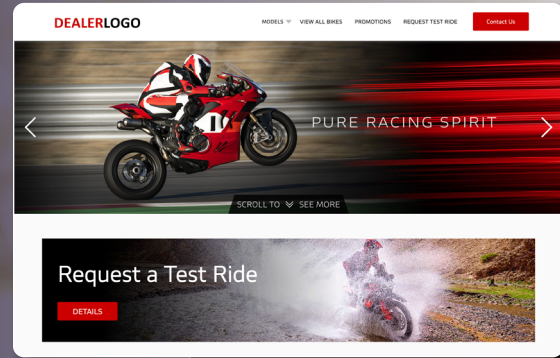 DEALERLOGO
MODELS VIEW ALL BIKES PROMOTIONS REQUEST TEST RIDE Contact Us
PURE RACING SPIRIT
SCROLL TO SEE MORE
Request a Test Ride
DETAILS